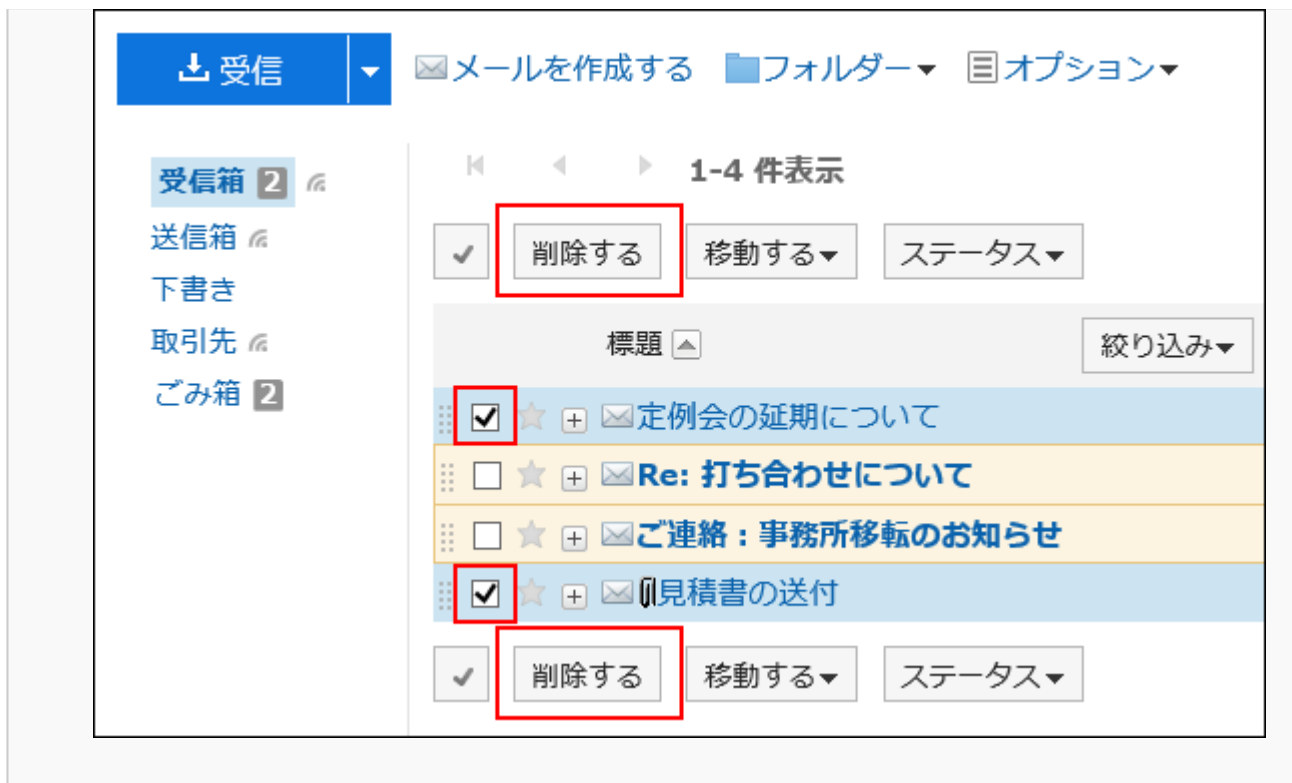 受信 メールを作成する フォルダー オプション
受信箱 2
送信箱
下書き
取引先
ごみ箱 2
1-4 件表示
削除する 移動する ステータス
標題 絞り込み
定例会の延期について
Re: 打ち合わせについて
ご連絡：事務所移転のお知らせ
見積書の送付
削除する 移動する ステータス